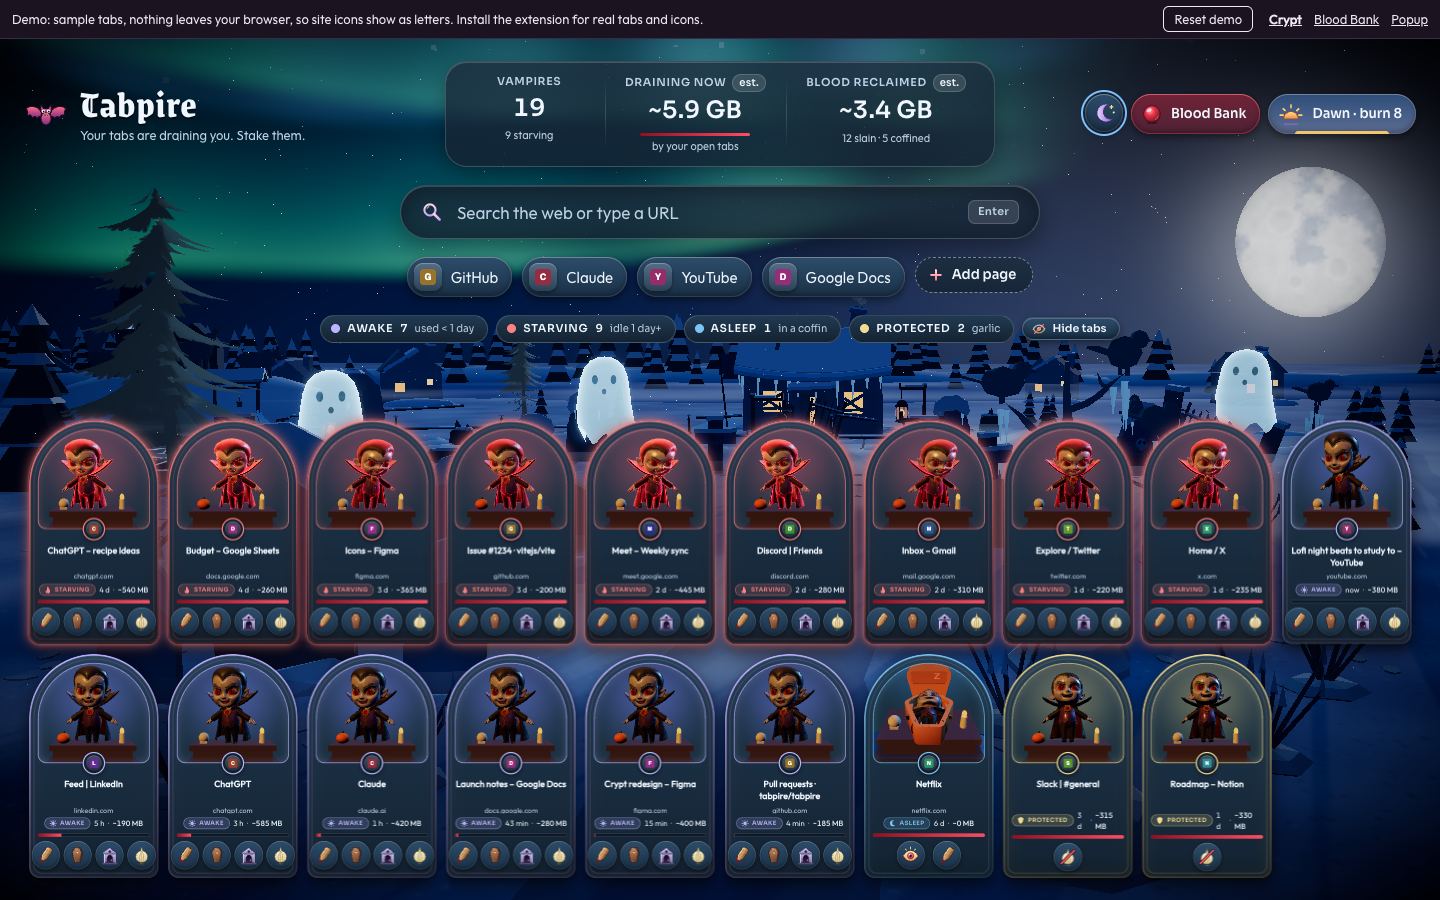 Demo: sample tabs, nothing leaves your browser, so site icons show as letters. Install the extension for real tabs and icons.
Reset demo
Crypt
Blood Bank
Popup
Tabpire
Your tabs are draining you. Stake them.
VAMPIRES
19
9 starving
DRAINING NOW est.
~5.9 GB
by your open tabs
BLOOD RECLAIMED est.
~3.4 GB
12 slain · 5 coffined
Blood Bank
Dawn · burn 8
Search the web or type a URL
Enter
G GitHub
C Claude
Y YouTube
D Google Docs
+ Add page
AWAKE 7 used < 1 day
STARVING 9 idle 1 day+
ASLEEP 1 in a coffin
PROTECTED 2 garlic
Hide tabs
C
ChatGPT – recipe ideas
chatgpt.com
STARVING 4 d · ~540 MB
D
Budget – Google Sheets
docs.google.com
STARVING 4 d · ~260 MB
F
Icons – Figma
figma.com
STARVING 3 d · ~365 MB
G
Issue #1234 · vitejs/vite
github.com
STARVING 3 d · ~200 MB
M
Meet – Weekly sync
meet.google.com
STARVING 2 d · ~445 MB
D
Discord | Friends
discord.com
STARVING 2 d · ~280 MB
M
Inbox – Gmail
mail.google.com
STARVING 2 d · ~310 MB
T
Explore / Twitter
twitter.com
STARVING 1 d · ~220 MB
X
Home / X
x.com
STARVING 1 d · ~235 MB
Y
Lofi night beats to study to –
YouTube
youtube.com
AWAKE now · ~380 MB
L
Feed | LinkedIn
linkedin.com
AWAKE 5 h · ~190 MB
C
ChatGPT
chatgpt.com
AWAKE 3 h · ~585 MB
C
Claude
claude.ai
AWAKE 1 h · ~420 MB
D
Launch notes – Google Docs
docs.google.com
AWAKE 43 min · ~280 MB
F
Crypt redesign – Figma
figma.com
AWAKE 15 min · ~400 MB
G
Pull requests ·
tabpire/tabpire
github.com
AWAKE 4 min · ~185 MB
Z
N
Netflix
netflix.com
ASLEEP 6 d · ~0 MB
S
Slack | #general
PROTECTED 3 d · ~315 MB
N
Roadmap – Notion
PROTECTED 1 d · ~330 MB